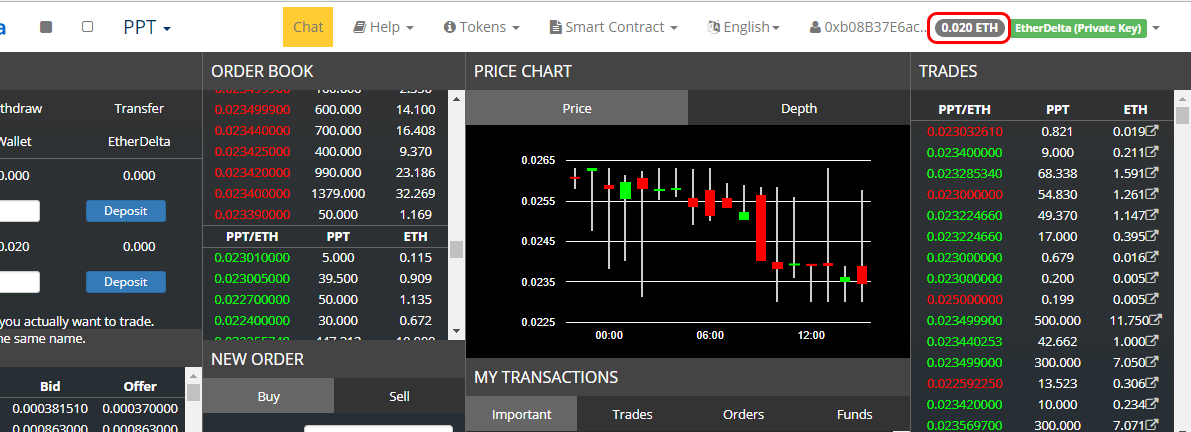 a PPT Chat Help Tokens Smart Contract English 0xb08B37E6ac... 0.020 ETH EtherDelta (Private Key)
thdraw Transfer
Wallet EtherDelta
0.000 0.000
Deposit
0.020 0.000
Deposit
you actually want to trade.
he same name.
Bid Offer
0.000381510 0.000370000
0.000863000 0.000863000
ORDER BOOK
0.023499900 600.000 14.100
0.023440000 700.000 16.408
0.023425000 400.000 9.370
0.023420000 990.000 23.186
0.023400000 1379.000 32.269
0.023390000 50.000 1.169
PPT/ETH PPT ETH
0.023010000 5.000 0.115
0.023005000 39.500 0.909
0.022700000 50.000 1.135
0.022400000 30.000 0.672
NEW ORDER
Buy Sell
PRICE CHART
Price Depth
0.0265
0.0255
0.0245
0.0235
0.0225
00:00 06:00 12:00
MY TRANSACTIONS
Important Trades Orders Funds
TRADES
PPT/ETH PPT ETH
0.023032610 0.821 0.019
0.023400000 9.000 0.211
0.023285340 68.338 1.591
0.023000000 54.830 1.261
0.023224660 49.370 1.147
0.023224660 17.000 0.395
0.023000000 0.679 0.016
0.023000000 0.200 0.005
0.025000000 0.199 0.005
0.023499900 500.000 11.750
0.023440253 42.662 1.000
0.023499000 300.000 7.050
0.022592250 13.523 0.306
0.023420000 10.000 0.234
0.023569700 300.000 7.071